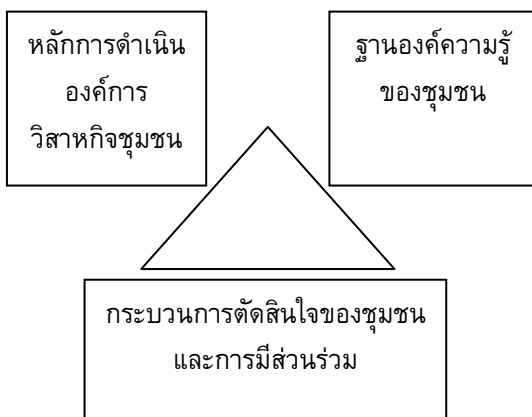 หลักการดำเนิน
องค์การ
วิสาหกิจชุมชน
ฐานองค์ความรู้
ของชุมชน
กระบวนการตัดสินใจของชุมชน
และการมีส่วนร่วม